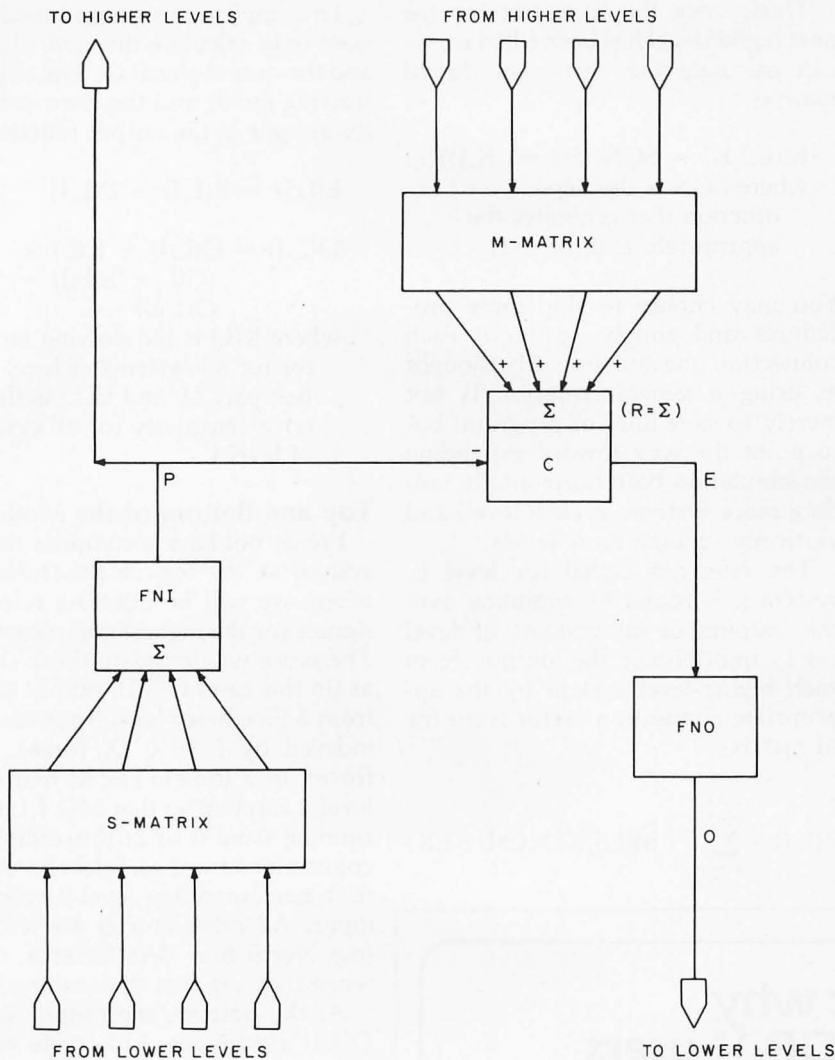 TO HIGHER LEVELS
FROM HIGHER LEVELS
M-MATRIX
+ + + +
Σ
(R=Σ)
C
P
E
FNI
Σ
FNO
S-MATRIX
O
FROM LOWER LEVELS
TO LOWER LEVELS